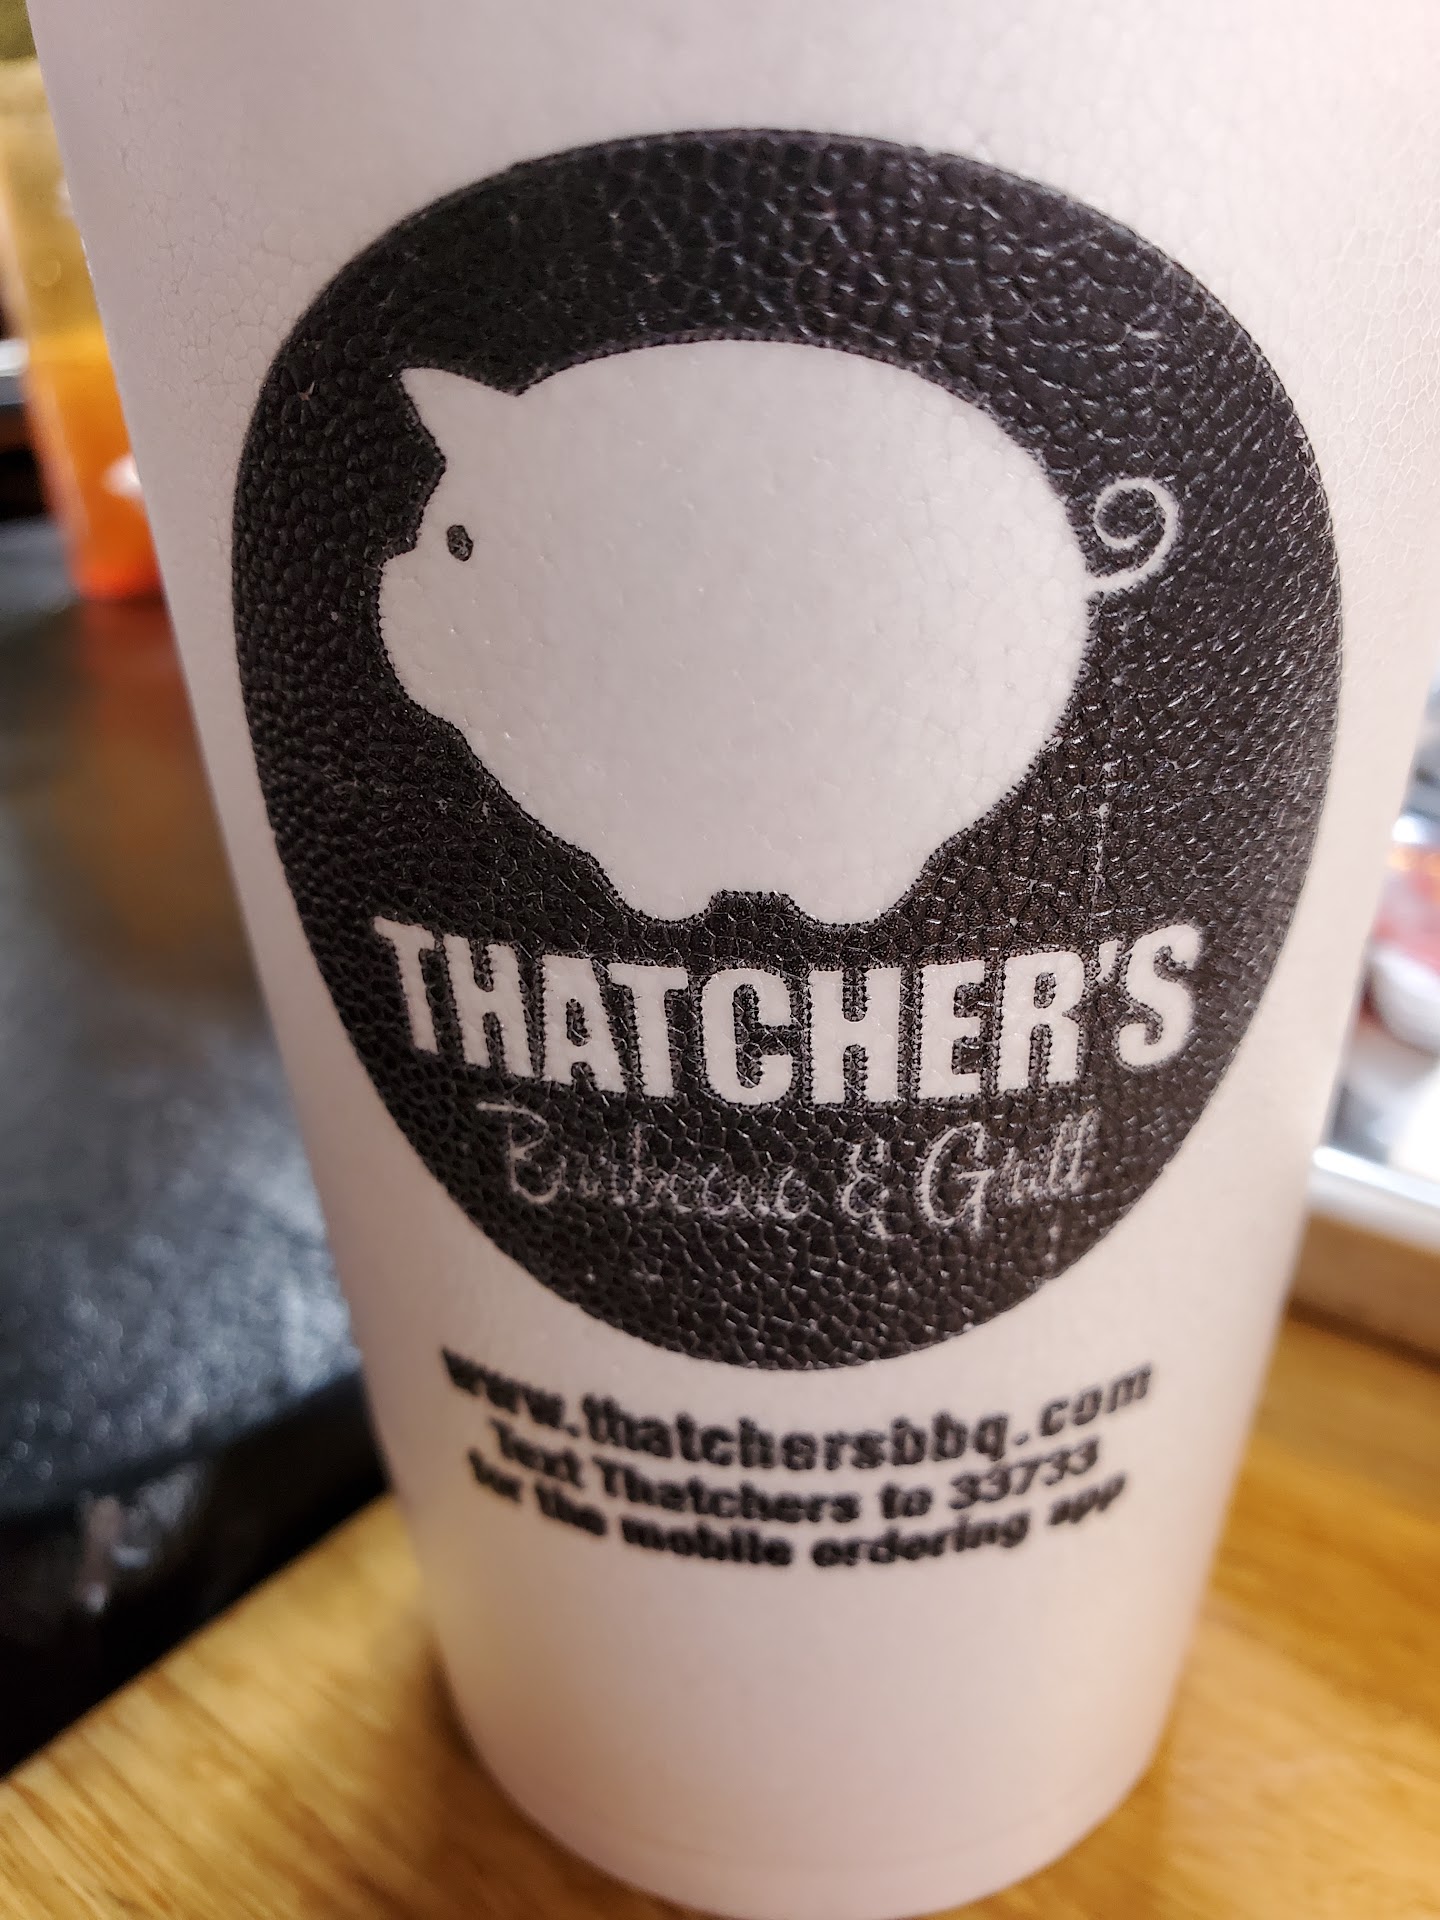 THATCHER'S
Barbecue & Grill
www.thatchersbbq.com
Text Thatchers to 33733
for the mobile ordering app